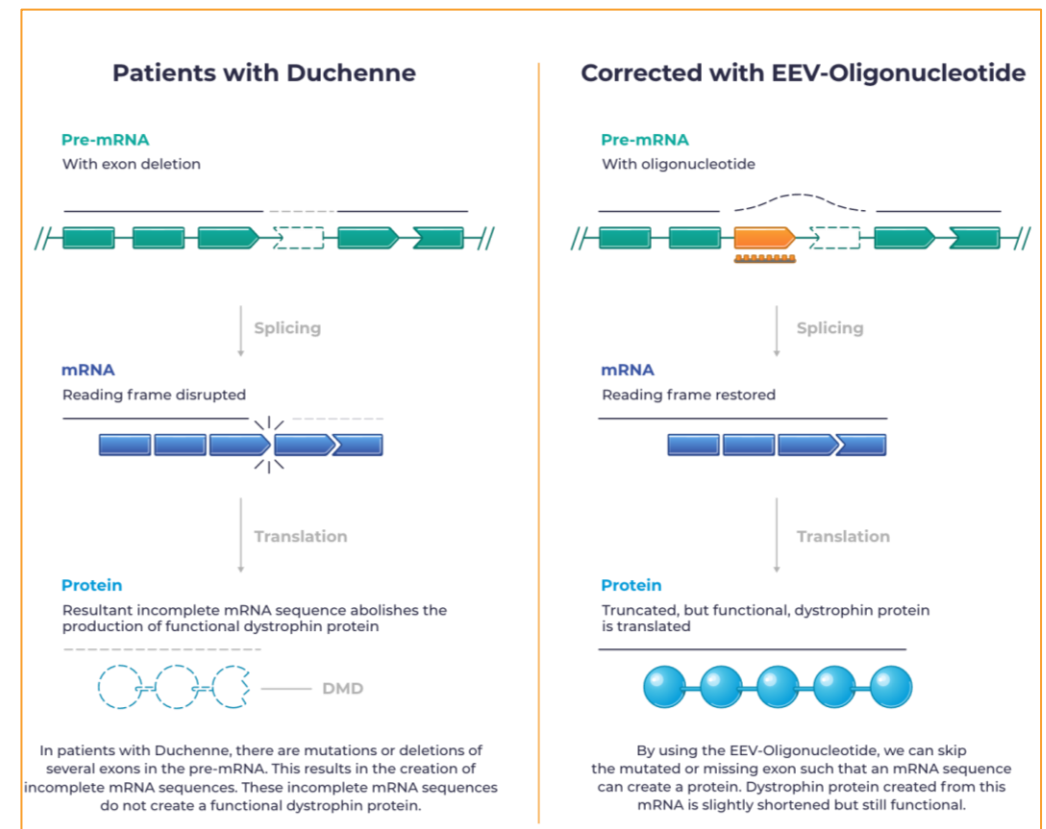 Patients with Duchenne
Pre-mRNA
With exon deletion
Splicing
mRNA
Reading frame disrupted
Translation
Protein
Resultant incomplete mRNA sequence abolishes the
production of functional dystrophin protein
DMD
In patients with Duchenne, there are mutations or deletions of
several exons in the pre-mRNA. This results in the creation of
incomplete mRNA sequences. These incomplete mRNA sequences
do not create a functional dystrophin protein.
Corrected with EEV-Oligonucleotide
Pre-mRNA
With oligonucleotide
Splicing
mRNA
Reading frame restored
Translation
Protein
Truncated, but functional, dystrophin protein
is translated
By using the EEV-Oligonucleotide, we can skip
the mutated or missing exon such that an mRNA sequence
can create a protein. Dystrophin protein created from this
mRNA is slightly shortened but still functional.